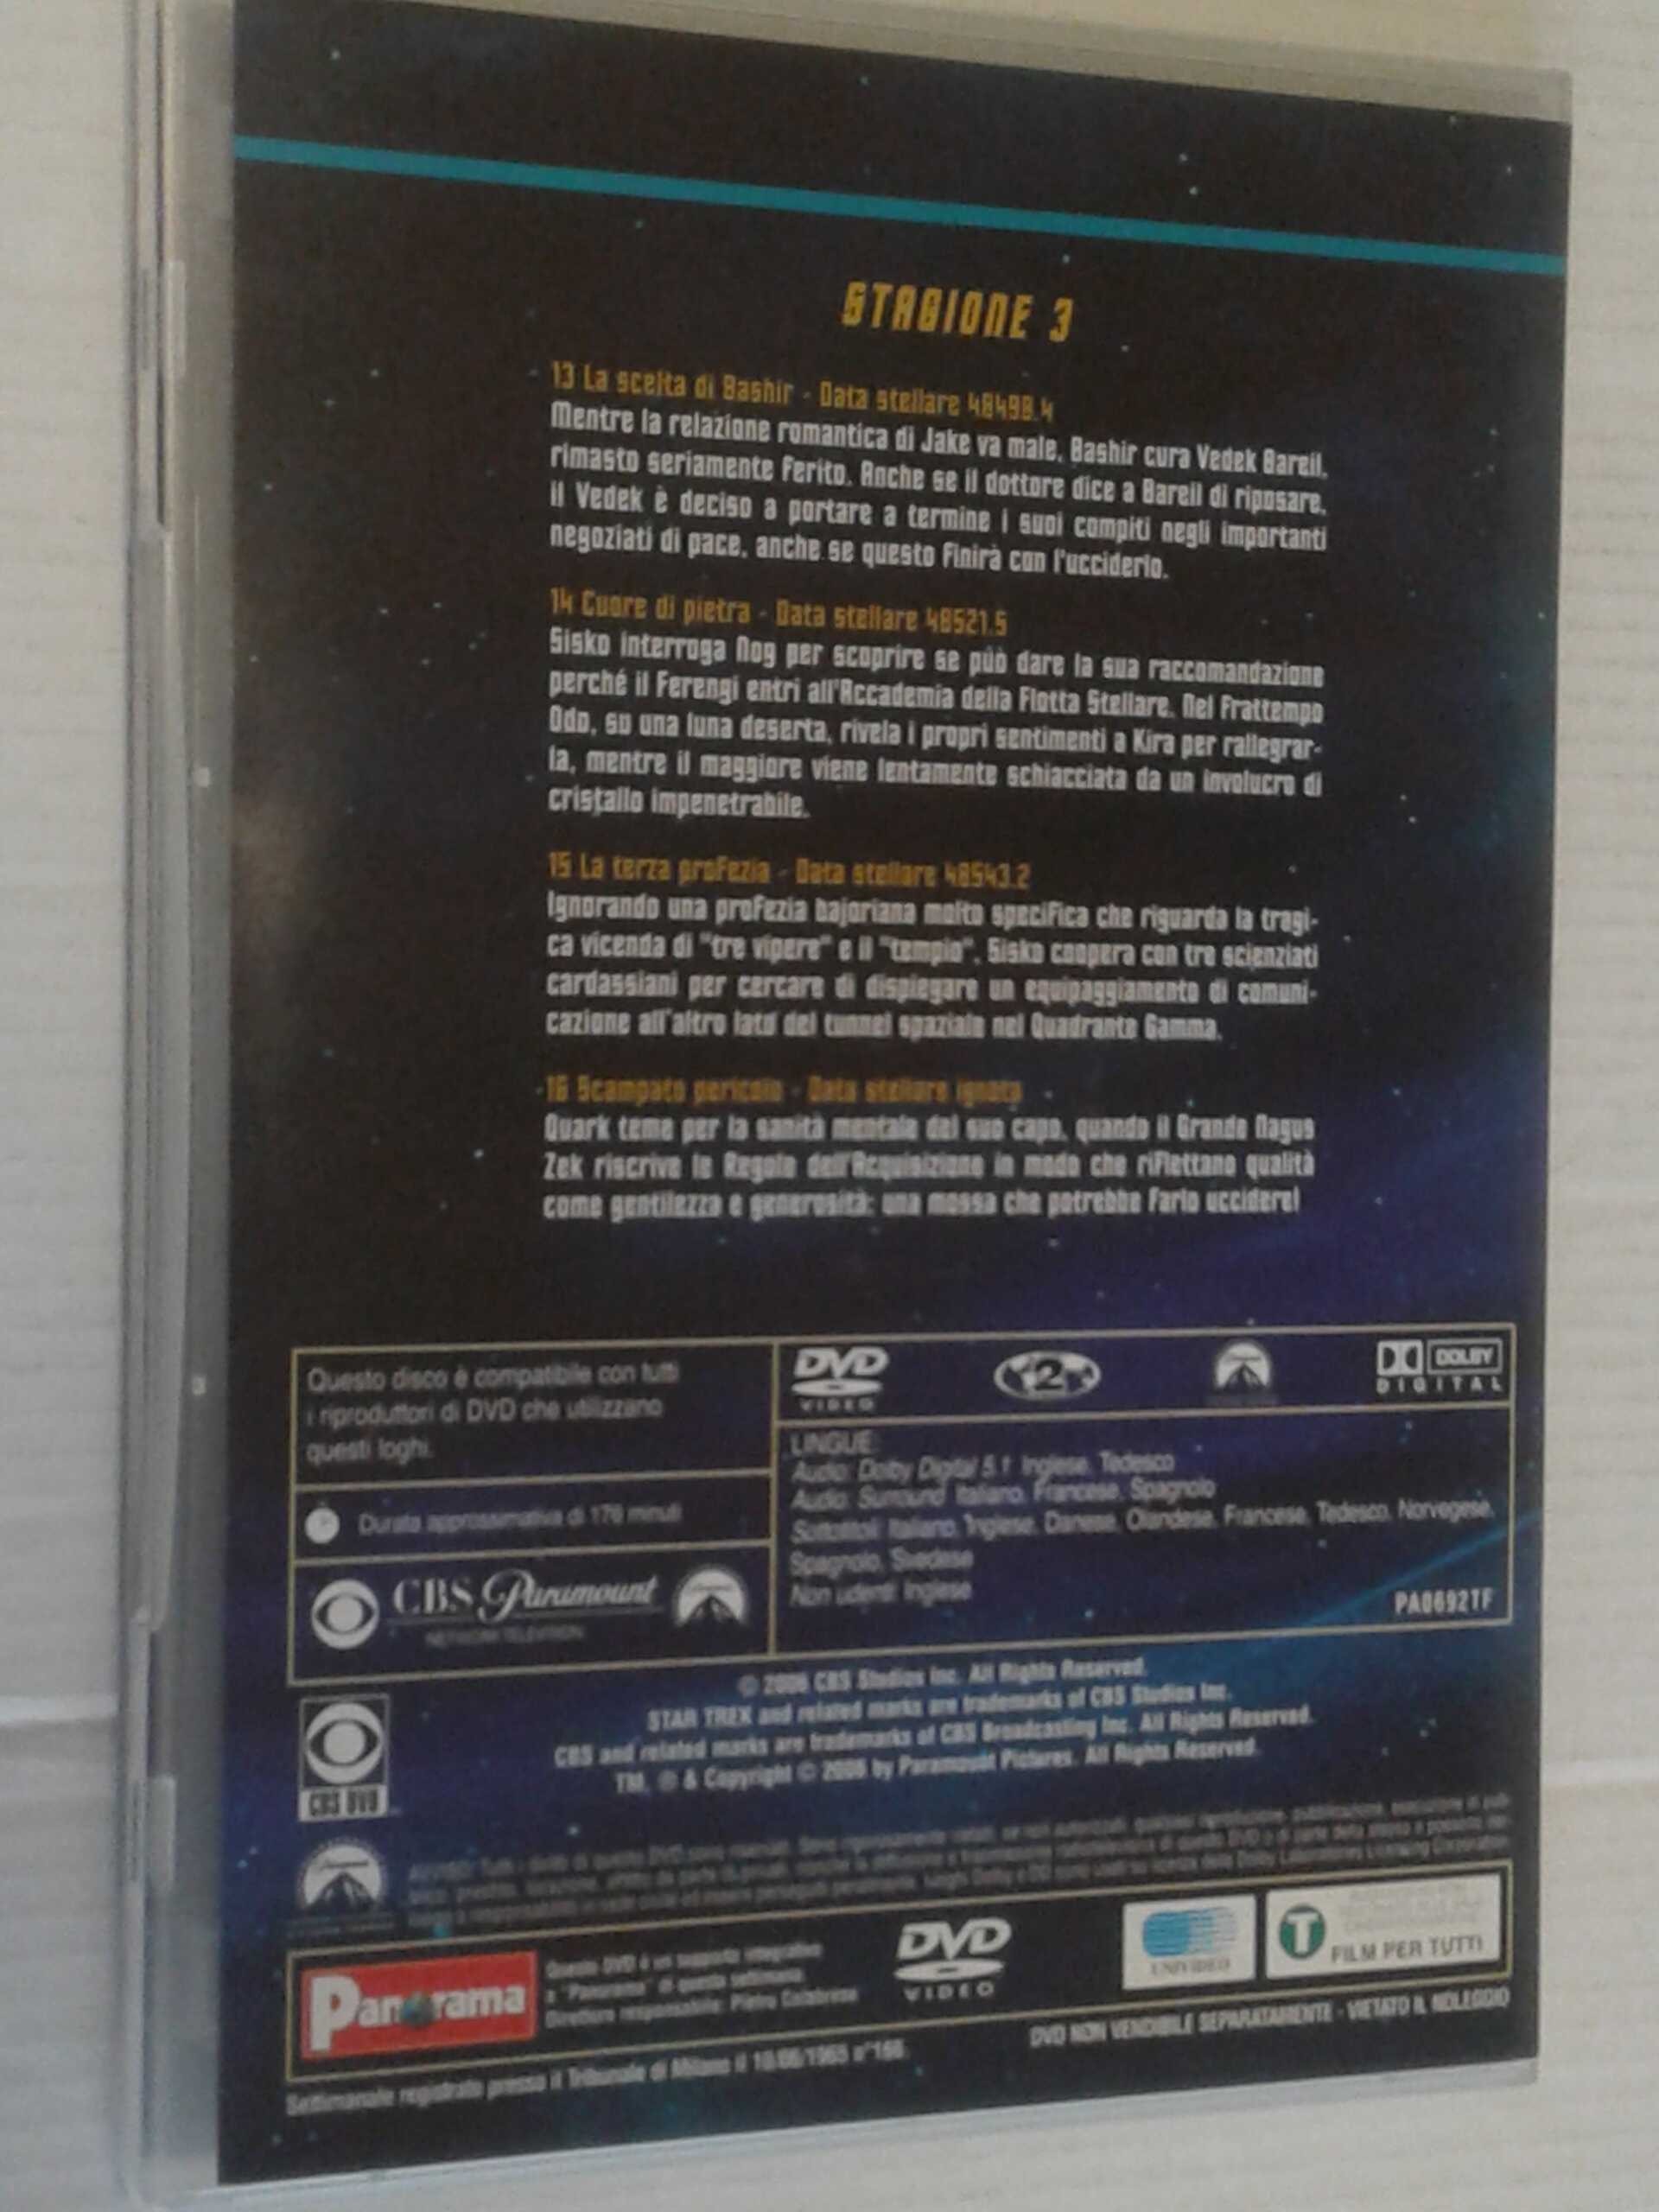 STAGIONE 3
13 La scelta di Bashir - Data stellare 48498.4
Mentre la relazione romantica di Jake va male, Bashir cura Vedek Bareil,
rimasto seriamente ferito. Anche se il dottore dice a Bareil di riposare,
il Vedek è deciso a portare a termine i suoi compiti negli importanti
negoziati di pace, anche se questo finirà con l'ucciderlo.
14 Cuore di pietra - Data stellare 48521.5
Sisko interroga Nog per scoprire se può dare la sua raccomandazione
perché il Ferengi entri all'Accademia della Flotta Stellare. Nel frattempo
Odo, su una luna deserta, rivela i propri sentimenti a Kira per rallegrar-
la, mentre il maggiore viene lentamente schiacciata da un involucro di
cristallo impenetrabile.
15 La terza profezia - Data stellare 48543.2
Ignorando una profezia bajoriana molto specifica che riguarda la tragi-
ca vicenda di "tre vipere" e il "tempio", Sisko coopera con tre scienziati
cardassiani per cercare di dispiegare un equipaggiamento di comuni-
cazione all'altro lato del tunnel spaziale nel Quadrante Gamma.
16 Scampato pericolo - Data stellare ignota
Quark teme per la sanità mentale del suo capo, quando il Grande Nagus
Zek riscrive le Regole dell'Acquisizione in modo che riflettano qualità
come gentilezza e generosità: una mossa che potrebbe farlo uccidere!
Questo disco è compatibile con tutti
i riproduttori di DVD che utilizzano
questi loghi.
Durata approssimativa di 176 minuti
CBS Paramount
NETWORK TELEVISION
DVD VIDEO
2
DOLBY DIGITAL
LINGUE:
Audio: Dolby Digital 5.1 Inglese, Tedesco
Audio: Surround Italiano, Francese, Spagnolo
Sottotitoli: Italiano, Inglese, Danese, Olandese, Francese, Tedesco, Norvegese,
Spagnolo, Svedese
Non udenti: Inglese
PA0692TF
© 2006 CBS Studios Inc. All Rights Reserved.
STAR TREK and related marks are trademarks of CBS Studios Inc.
CBS and related marks are trademarks of CBS Broadcasting Inc. All Rights Reserved.
TM, ® & Copyright © 2006 by Paramount Pictures. All Rights Reserved.
CBS DVD
Panorama
Questo DVD è un supporto integrativo
a "Panorama" di questa settimana
Direttore responsabile: Pietro Calabrese
DVD VIDEO
UNIVIDEO
T
FILM PER TUTTI
Settimanale registrato presso il Tribunale di Milano il
DVD NON VENDIBILE SEPARATAMENTE - VIETATO IL NOLEGGIO